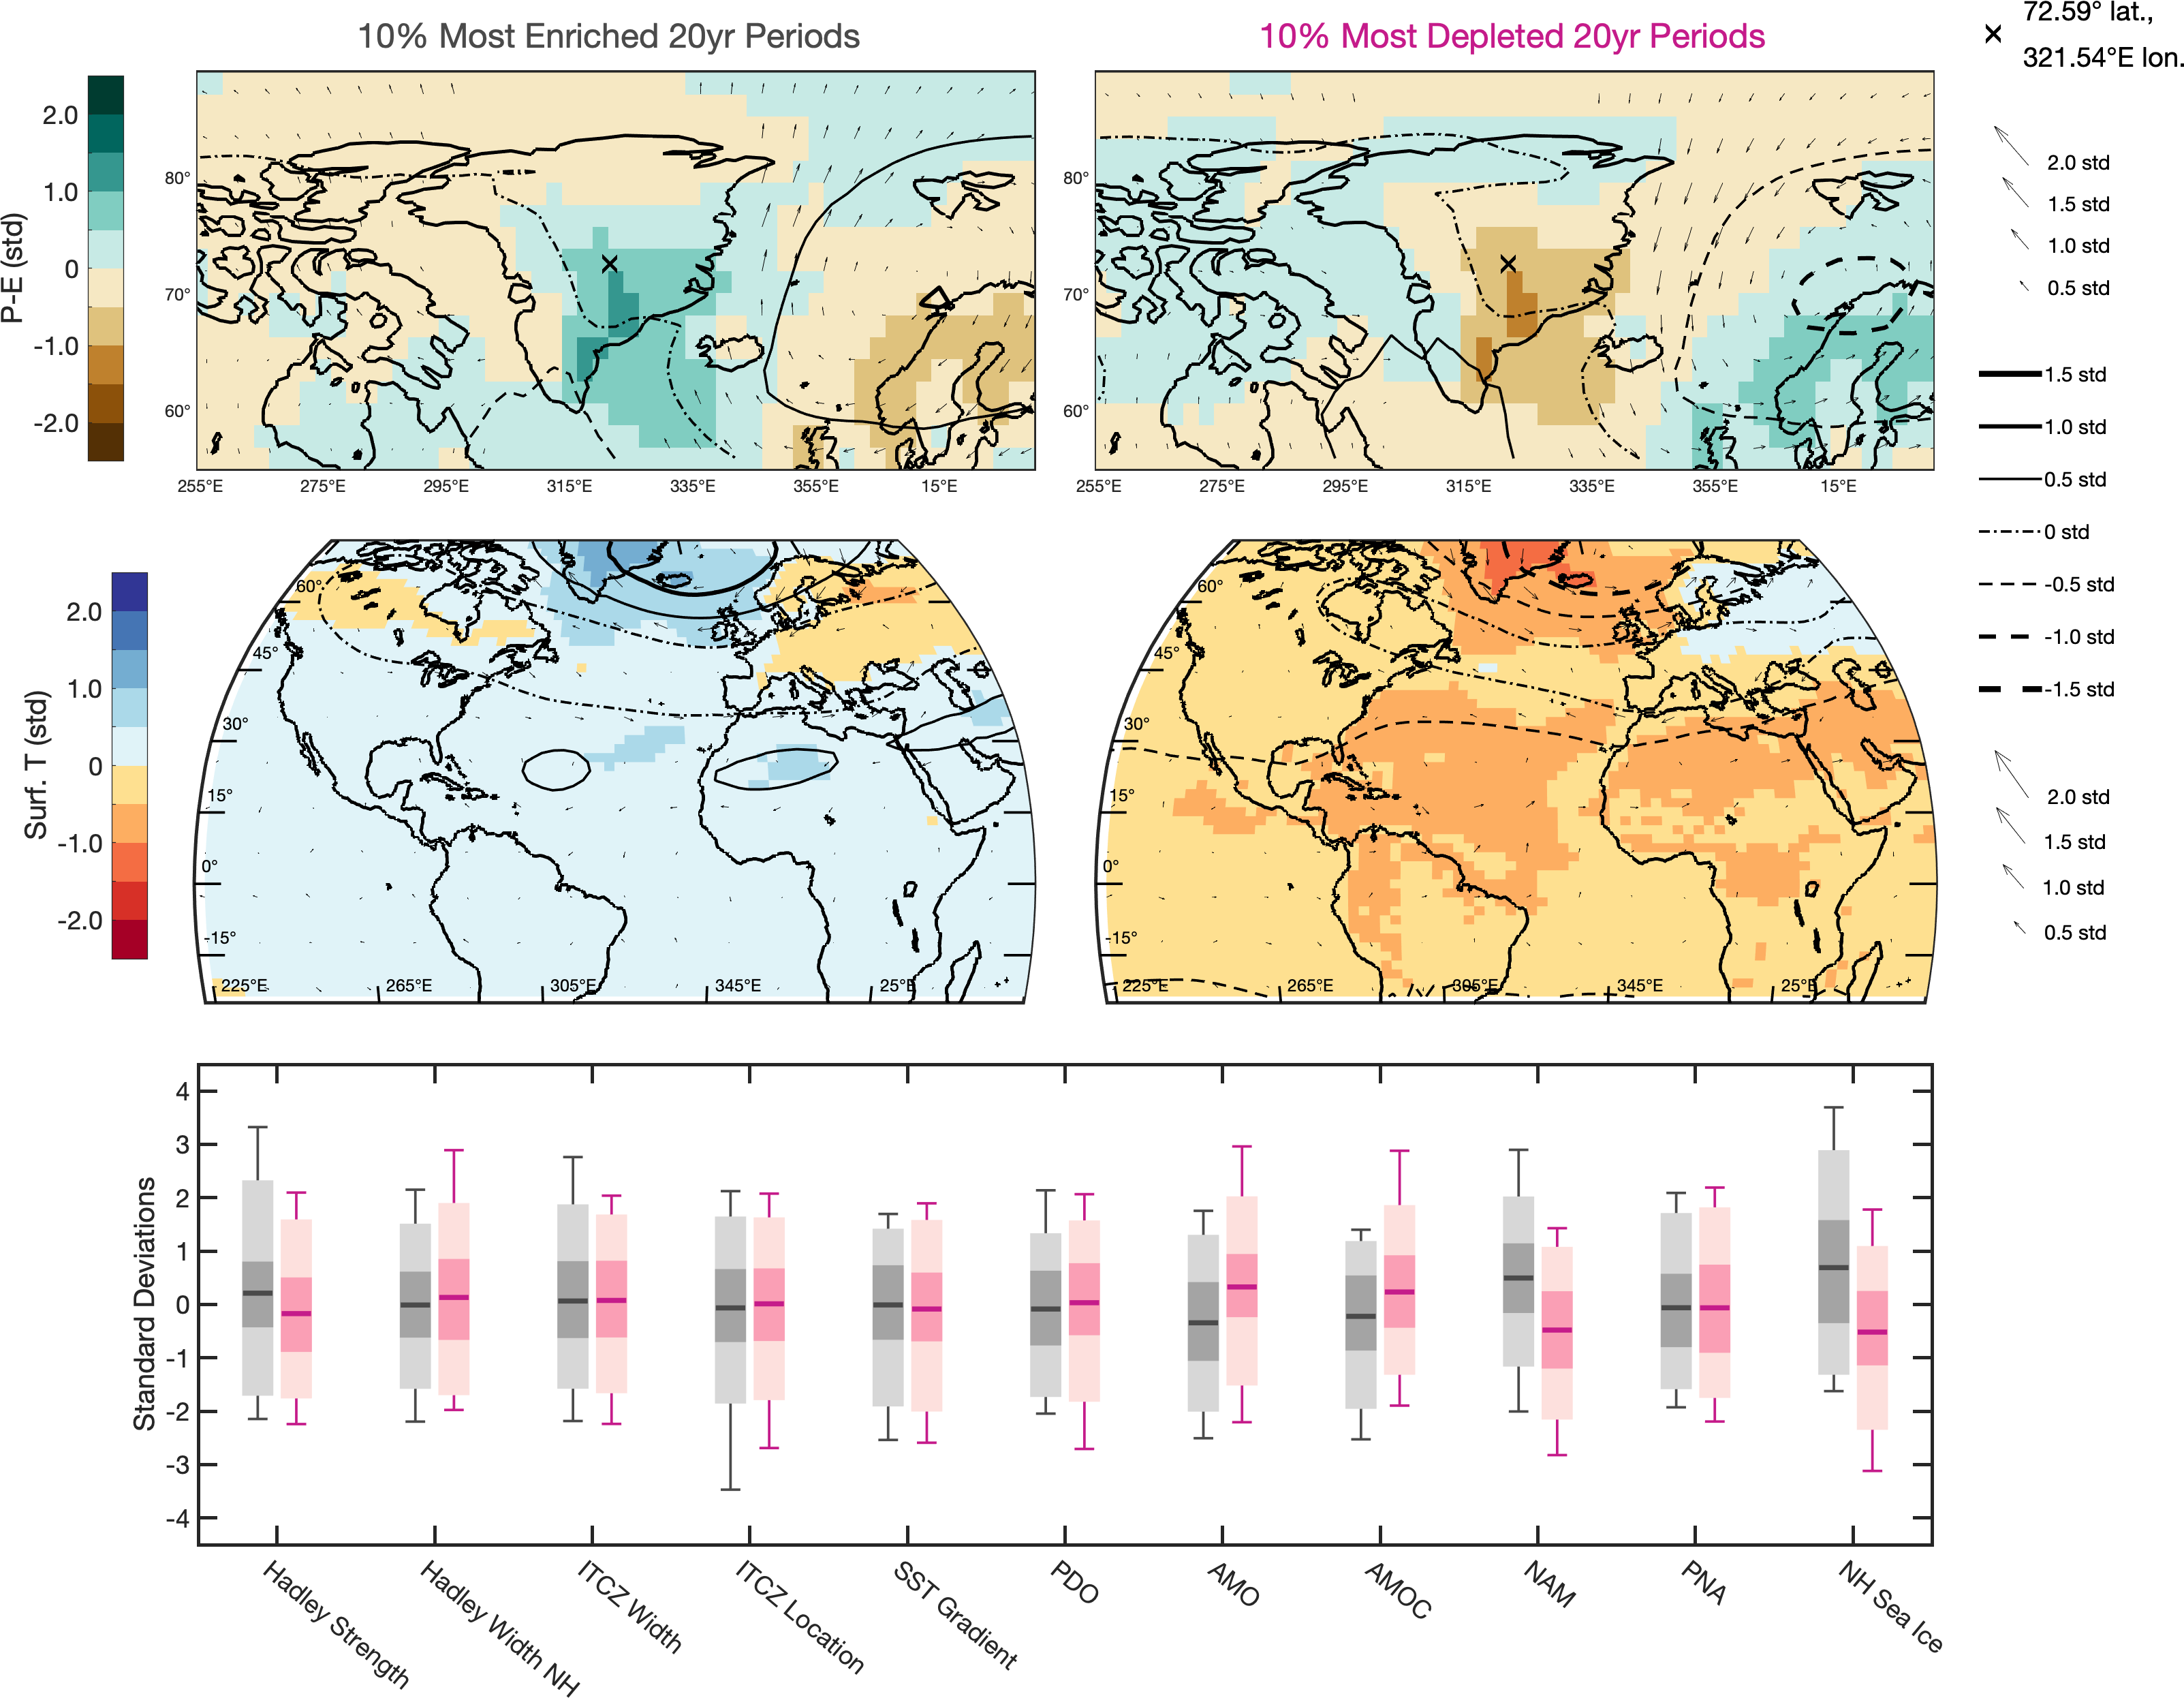 10% Most Enriched 20yr Periods
10% Most Depleted 20yr Periods
72.59° lat.,
321.54°E lon.
P-E (std)
2.0
1.0
0
-1.0
-2.0
80°
70°
60°
255°E 275°E 295°E 315°E 335°E 355°E 15°E
80°
70°
60°
255°E 275°E 295°E 315°E 335°E 355°E 15°E
2.0 std
1.5 std
1.0 std
0.5 std
1.5 std
1.0 std
0.5 std
0 std
-0.5 std
-1.0 std
-1.5 std
Surf. T (std)
2.0
1.0
0
-1.0
-2.0
60°
45°
30°
15°
0°
-15°
225°E 265°E 305°E 345°E 25°E
60°
45°
30°
15°
0°
-15°
225°E 265°E 305°E 345°E 25°E
2.0 std
1.5 std
1.0 std
0.5 std
Standard Deviations
4
3
2
1
0
-1
-2
-3
-4
Hadley Strength
Hadley Width NH
ITCZ Width
ITCZ Location
SST Gradient
PDO
AMO
AMOC
NAM
PNA
NH Sea Ice